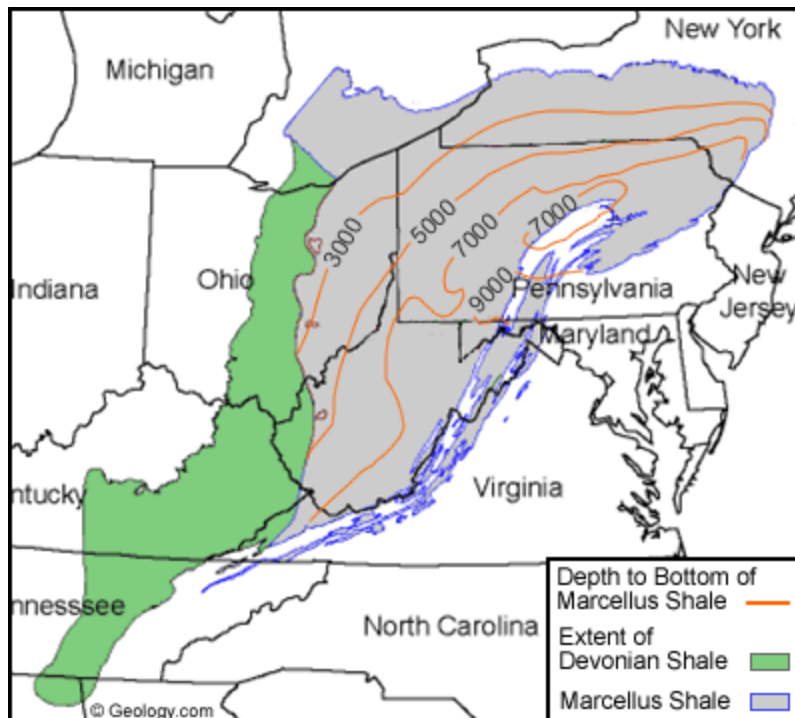 New York
Michigan
3000
5000
7000
7000
9000
Ohio
Indiana
Pennsylvania
New
Jersey
Maryland
Virginia
ntucky
nnesssee
North Carolina
Depth to Bottom of
Marcellus Shale
Extent of
Devonian Shale
Marcellus Shale
© Geology.com